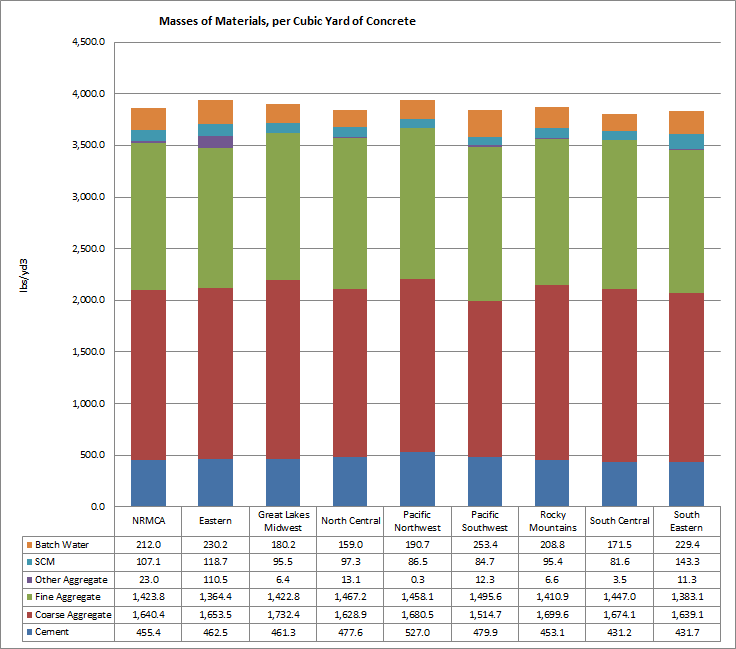 Masses of Materials, per Cubic Yard of Concrete
4,500.0
4,000.0
3,500.0
3,000.0
2,500.0
lbs/yd3
2,000.0
1,500.0
1,000.0
500.0
0.0
NRMCA Eastern Great Lakes Midwest North Central Pacific Northwest Pacific Southwest Rocky Mountains South Central South Eastern
Batch Water 212.0 230.2 180.2 159.0 190.7 253.4 208.8 171.5 229.4
SCM 107.1 118.7 95.5 97.3 86.5 84.7 95.4 81.6 143.3
Other Aggregate 23.0 110.5 6.4 13.1 0.3 12.3 6.6 3.5 11.3
Fine Aggregate 1,423.8 1,364.4 1,422.8 1,467.2 1,458.1 1,495.6 1,410.9 1,447.0 1,383.1
Coarse Aggregate 1,640.4 1,653.5 1,732.4 1,628.9 1,680.5 1,514.7 1,699.6 1,674.1 1,639.1
Cement 455.4 462.5 461.3 477.6 527.0 479.9 453.1 431.2 431.7